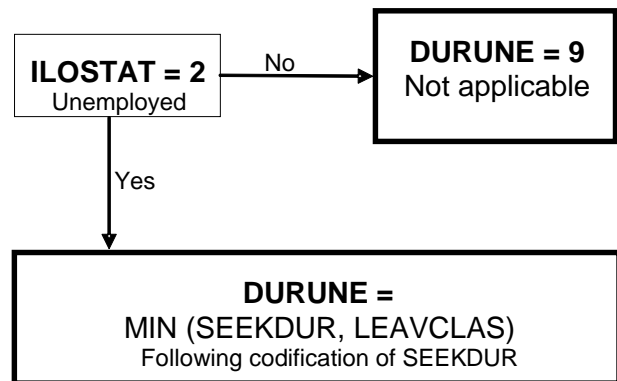 ILOSTAT = 2
Unemployed
No
DURUNE = 9
Not applicable
Yes
DURUNE =
MIN (SEEKDUR, LEAVCLAS)
Following codification of SEEKDUR